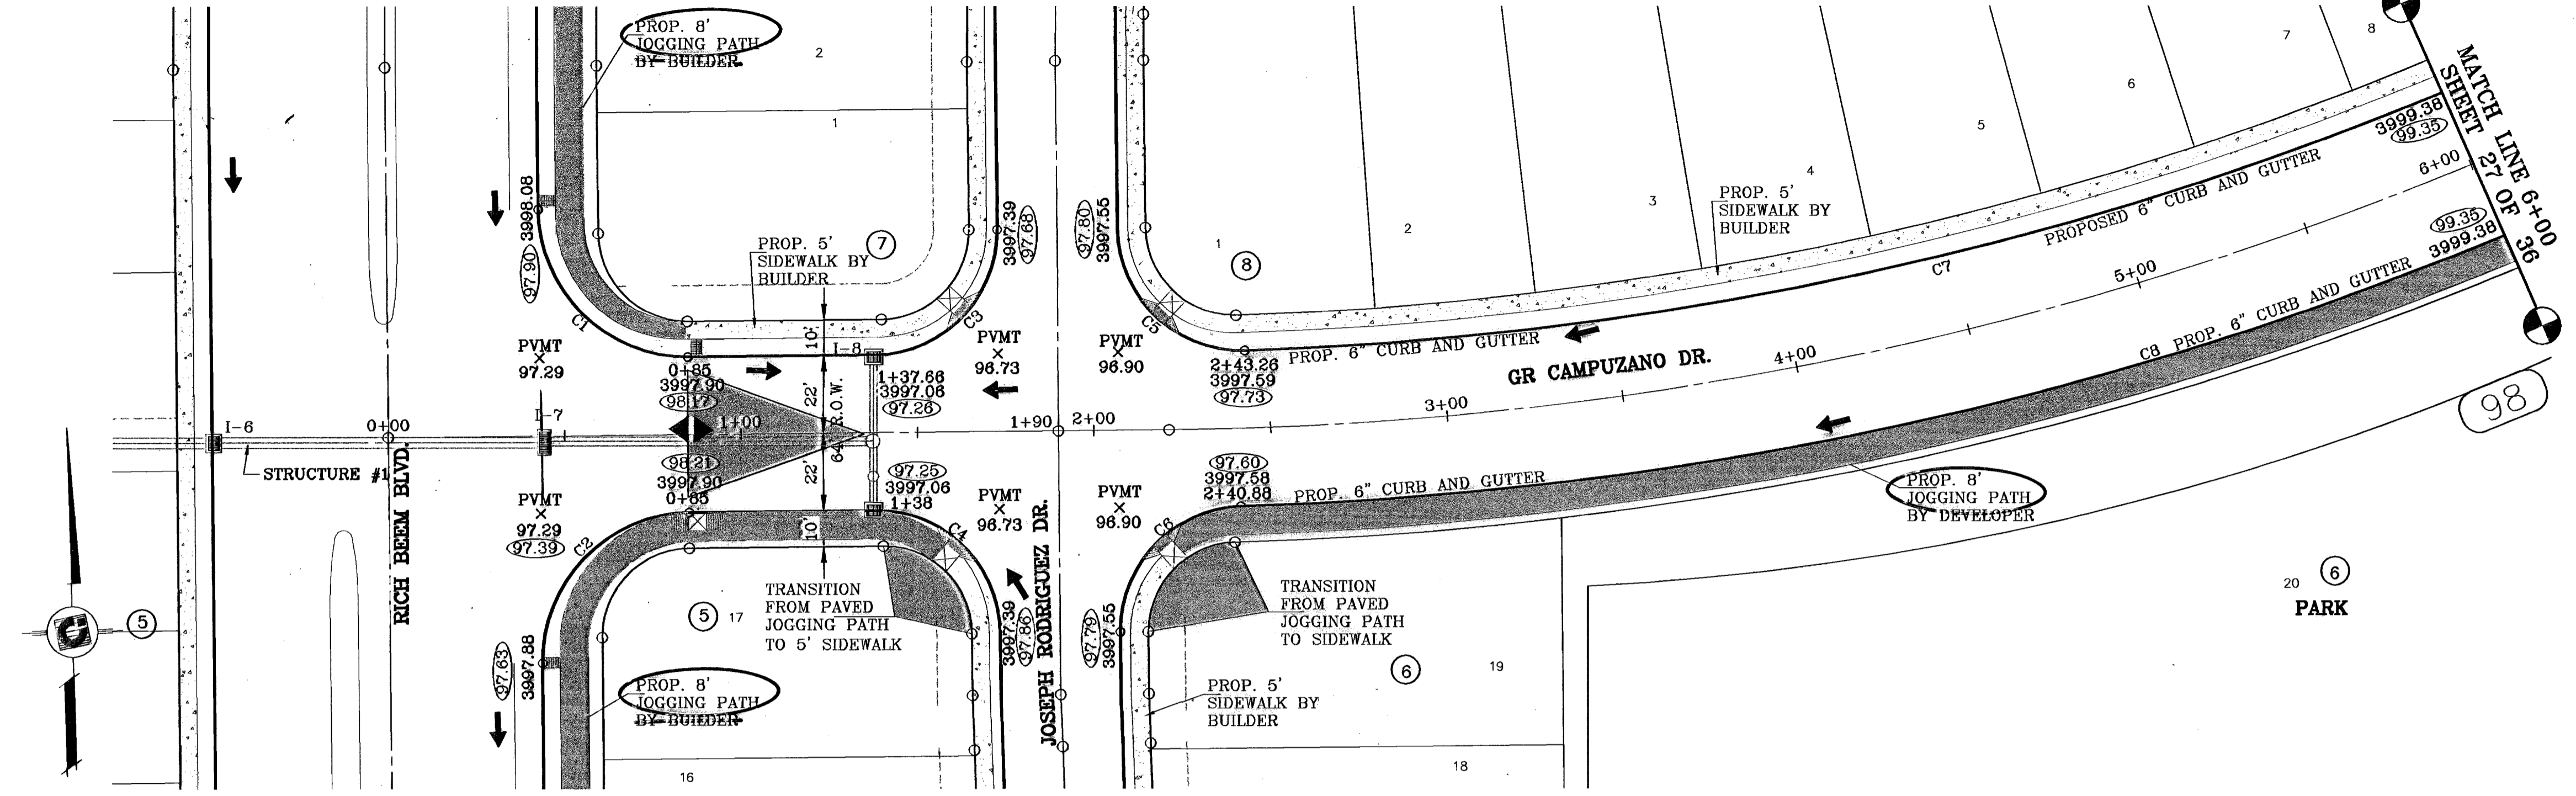 PROP. 8'
JOGGING PATH
BY BUILDER
2
1
7
8
6
5
4
3
2
1
MATCH LINE 6+00
SHEET 27 OF 36
3999.38
99.35
6+00
99.35
3999.38
PROPOSED 6" CURB AND GUTTER
C7
5+00
PROP. 5'
SIDEWALK BY
BUILDER
3998.08
97.90
C1
PROP. 5'
SIDEWALK BY
BUILDER
7
3997.39
97.68
97.80
3997.55
8
C3
C5
10'
I-8
PVMT
97.29
0+85
3997.90
98.17
22'
64' R.O.W.
22'
1+37.66
3997.06
97.26
PVMT
96.73
PVMT
96.90
2+43.26
3997.59
97.73
PROP. 6" CURB AND GUTTER
GR CAMPUZANO DR.
4+00
3+00
C8 PROP. 6" CURB AND GUTTER
98
I-6
0+00
I-7
1+00
1+90
2+00
STRUCTURE #1
RICH BEEM BLVD.
98.21
3997.90
0+85
97.25
3997.06
1+38
PVMT
97.29
97.39
PVMT
96.73
PVMT
96.90
97.60
3997.58
2+40.88
PROP. 6" CURB AND GUTTER
PROP. 8'
JOGGING PATH
BY DEVELOPER
C2
10'
C4
C6
JOSEPH RODRIGUEZ DR.
TRANSITION
FROM PAVED
JOGGING PATH
TO 5' SIDEWALK
TRANSITION
FROM PAVED
JOGGING PATH
TO SIDEWALK
5
5
17
3997.39
97.86
97.79
3997.55
20
6
PARK
97.63
3997.88
PROP. 8'
JOGGING PATH
BY BUILDER
PROP. 5'
SIDEWALK BY
BUILDER
6
19
16
18